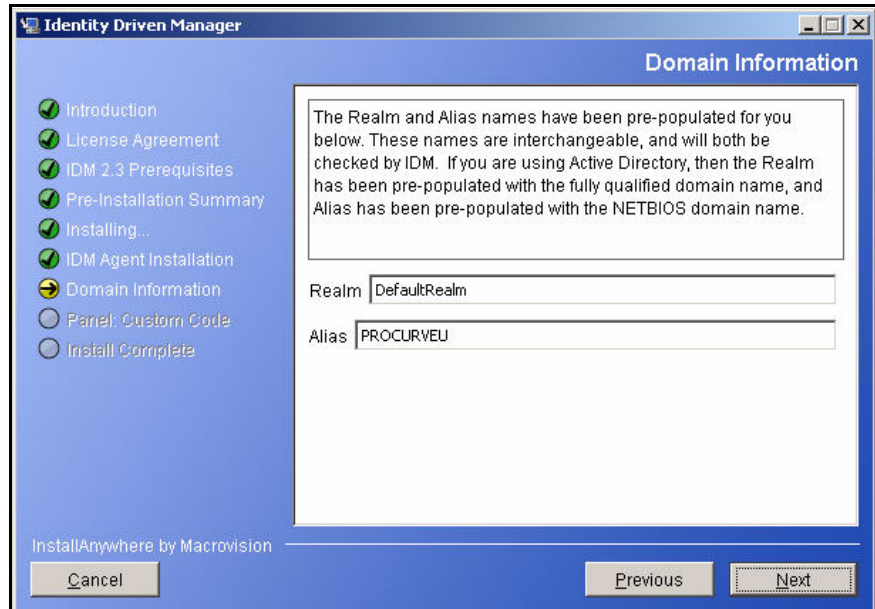 Identity Driven Manager
Domain Information
Introduction
License Agreement
IDM 2.3 Prerequisites
Pre-Installation Summary
Installing...
IDM Agent Installation
Domain Information
Panel: Custom Code
Install Complete
The Realm and Alias names have been pre-populated for you
below. These names are interchangeable, and will both be
checked by IDM. If you are using Active Directory, then the Realm
has been pre-populated with the fully qualified domain name, and
Alias has been pre-populated with the NETBIOS domain name.
Realm DefaultRealm
Alias PROCURVEU
InstallAnywhere by Macrovision
Cancel Previous Next